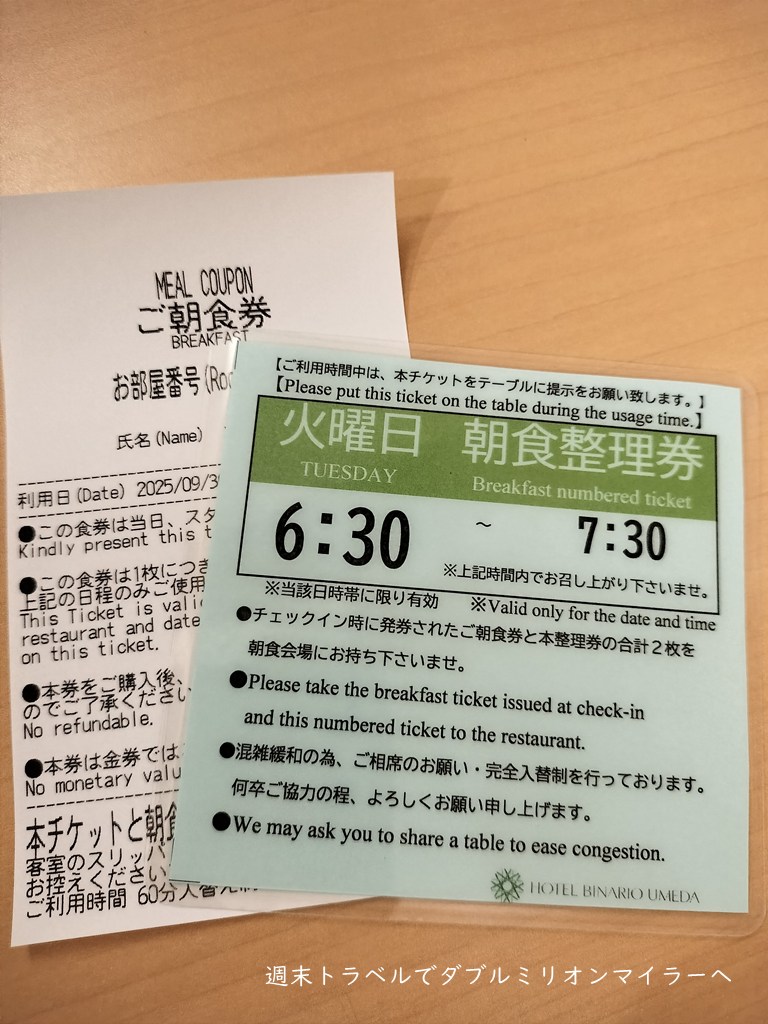 MEAL COUPON
ご朝食券
BREAKFAST
お部屋番号(Roo
氏名(Name)
利用日(Date) 2025/09/30
●この食券は当日、スタ
Kindly present this t
●この食券は1枚につき
上記の日程のみご使用
This Ticket is vali
restaurant and date
on this ticket.
●本券をご購入後、
のでご了承ください
No refundable.
●本券は金券では
No monetary valu
本チケットと朝食
客室のスリッパ
お控えください
ご利用時間 60分入替え制
【ご利用時間中は、本チケットをテーブルに提示をお願い致します。】
【Please put this ticket on the table during the usage time.】
火曜日 朝食整理券
TUESDAY Breakfast numbered ticket
6:30 ~ 7:30
※上記時間内でお召し上がり下さいませ。
※当該日時帯に限り有効 ※Valid only for the date and time
●チェックイン時に発券されたご朝食券と本整理券の合計2枚を
朝食会場にお持ち下さいませ。
●Please take the breakfast ticket issued at check-in
and this numbered ticket to the restaurant.
●混雑緩和の為、ご相席のお願い・完全入替制を行っております。
何卒ご協力の程、よろしくお願い申し上げます。
●We may ask you to share a table to ease congestion.
HOTEL BINARIO UMEDA
週末トラベルでダブルミリオンマイラーへ